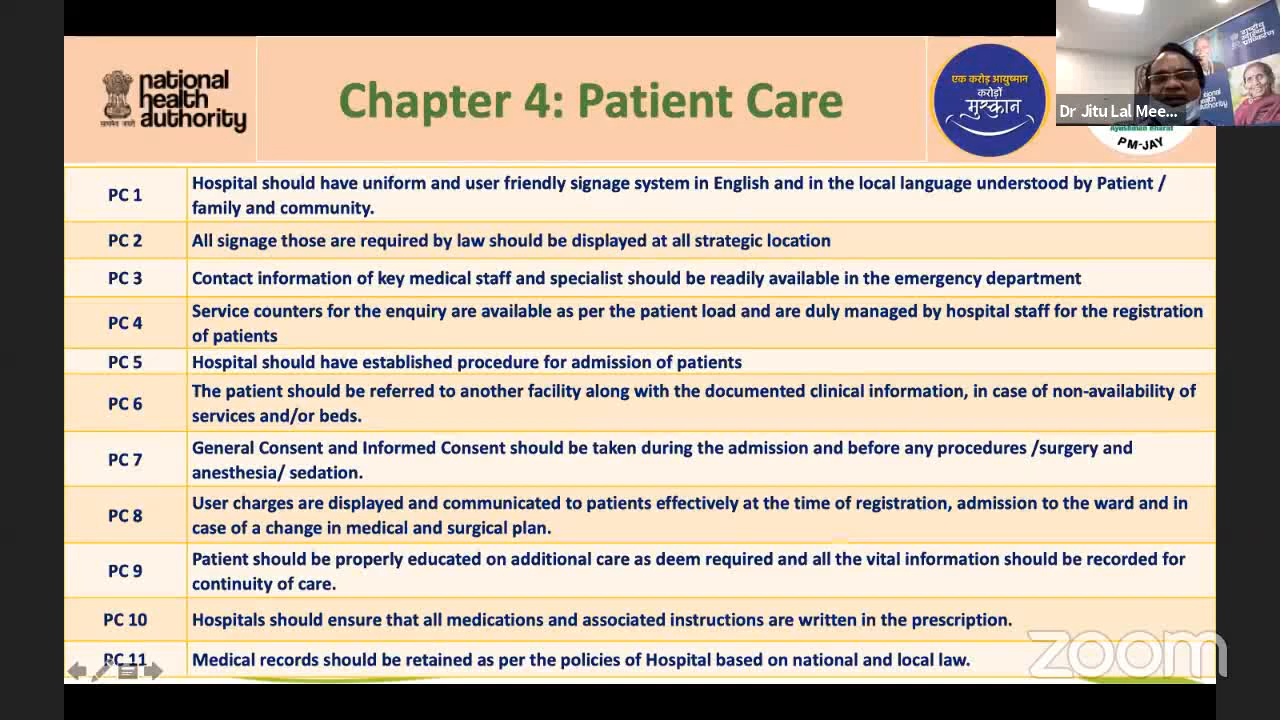 national
health
authority
सत्यमेव जयते
Chapter 4: Patient Care
एक करोड़ आयुष्मान
करोड़ों
मुस्कान
राष्ट्रीय
स्वास्थ्य
प्राधिकरण
national
health
authority
Dr Jitu Lal Mee...
Ayushman Bharat
PM-JAY
PC 1
Hospital should have uniform and user friendly signage system in English and in the local language understood by Patient /
family and community.
PC 2
All signage those are required by law should be displayed at all strategic location
PC 3
Contact information of key medical staff and specialist should be readily available in the emergency department
PC 4
Service counters for the enquiry are available as per the patient load and are duly managed by hospital staff for the registration
of patients
PC 5
Hospital should have established procedure for admission of patients
PC 6
The patient should be referred to another facility along with the documented clinical information, in case of non-availability of
services and/or beds.
PC 7
General Consent and Informed Consent should be taken during the admission and before any procedures /surgery and
anesthesia/ sedation.
PC 8
User charges are displayed and communicated to patients effectively at the time of registration, admission to the ward and in
case of a change in medical and surgical plan.
PC 9
Patient should be properly educated on additional care as deem required and all the vital information should be recorded for
continuity of care.
PC 10
Hospitals should ensure that all medications and associated instructions are written in the prescription.
PC 11
Medical records should be retained as per the policies of Hospital based on national and local law.
zoom